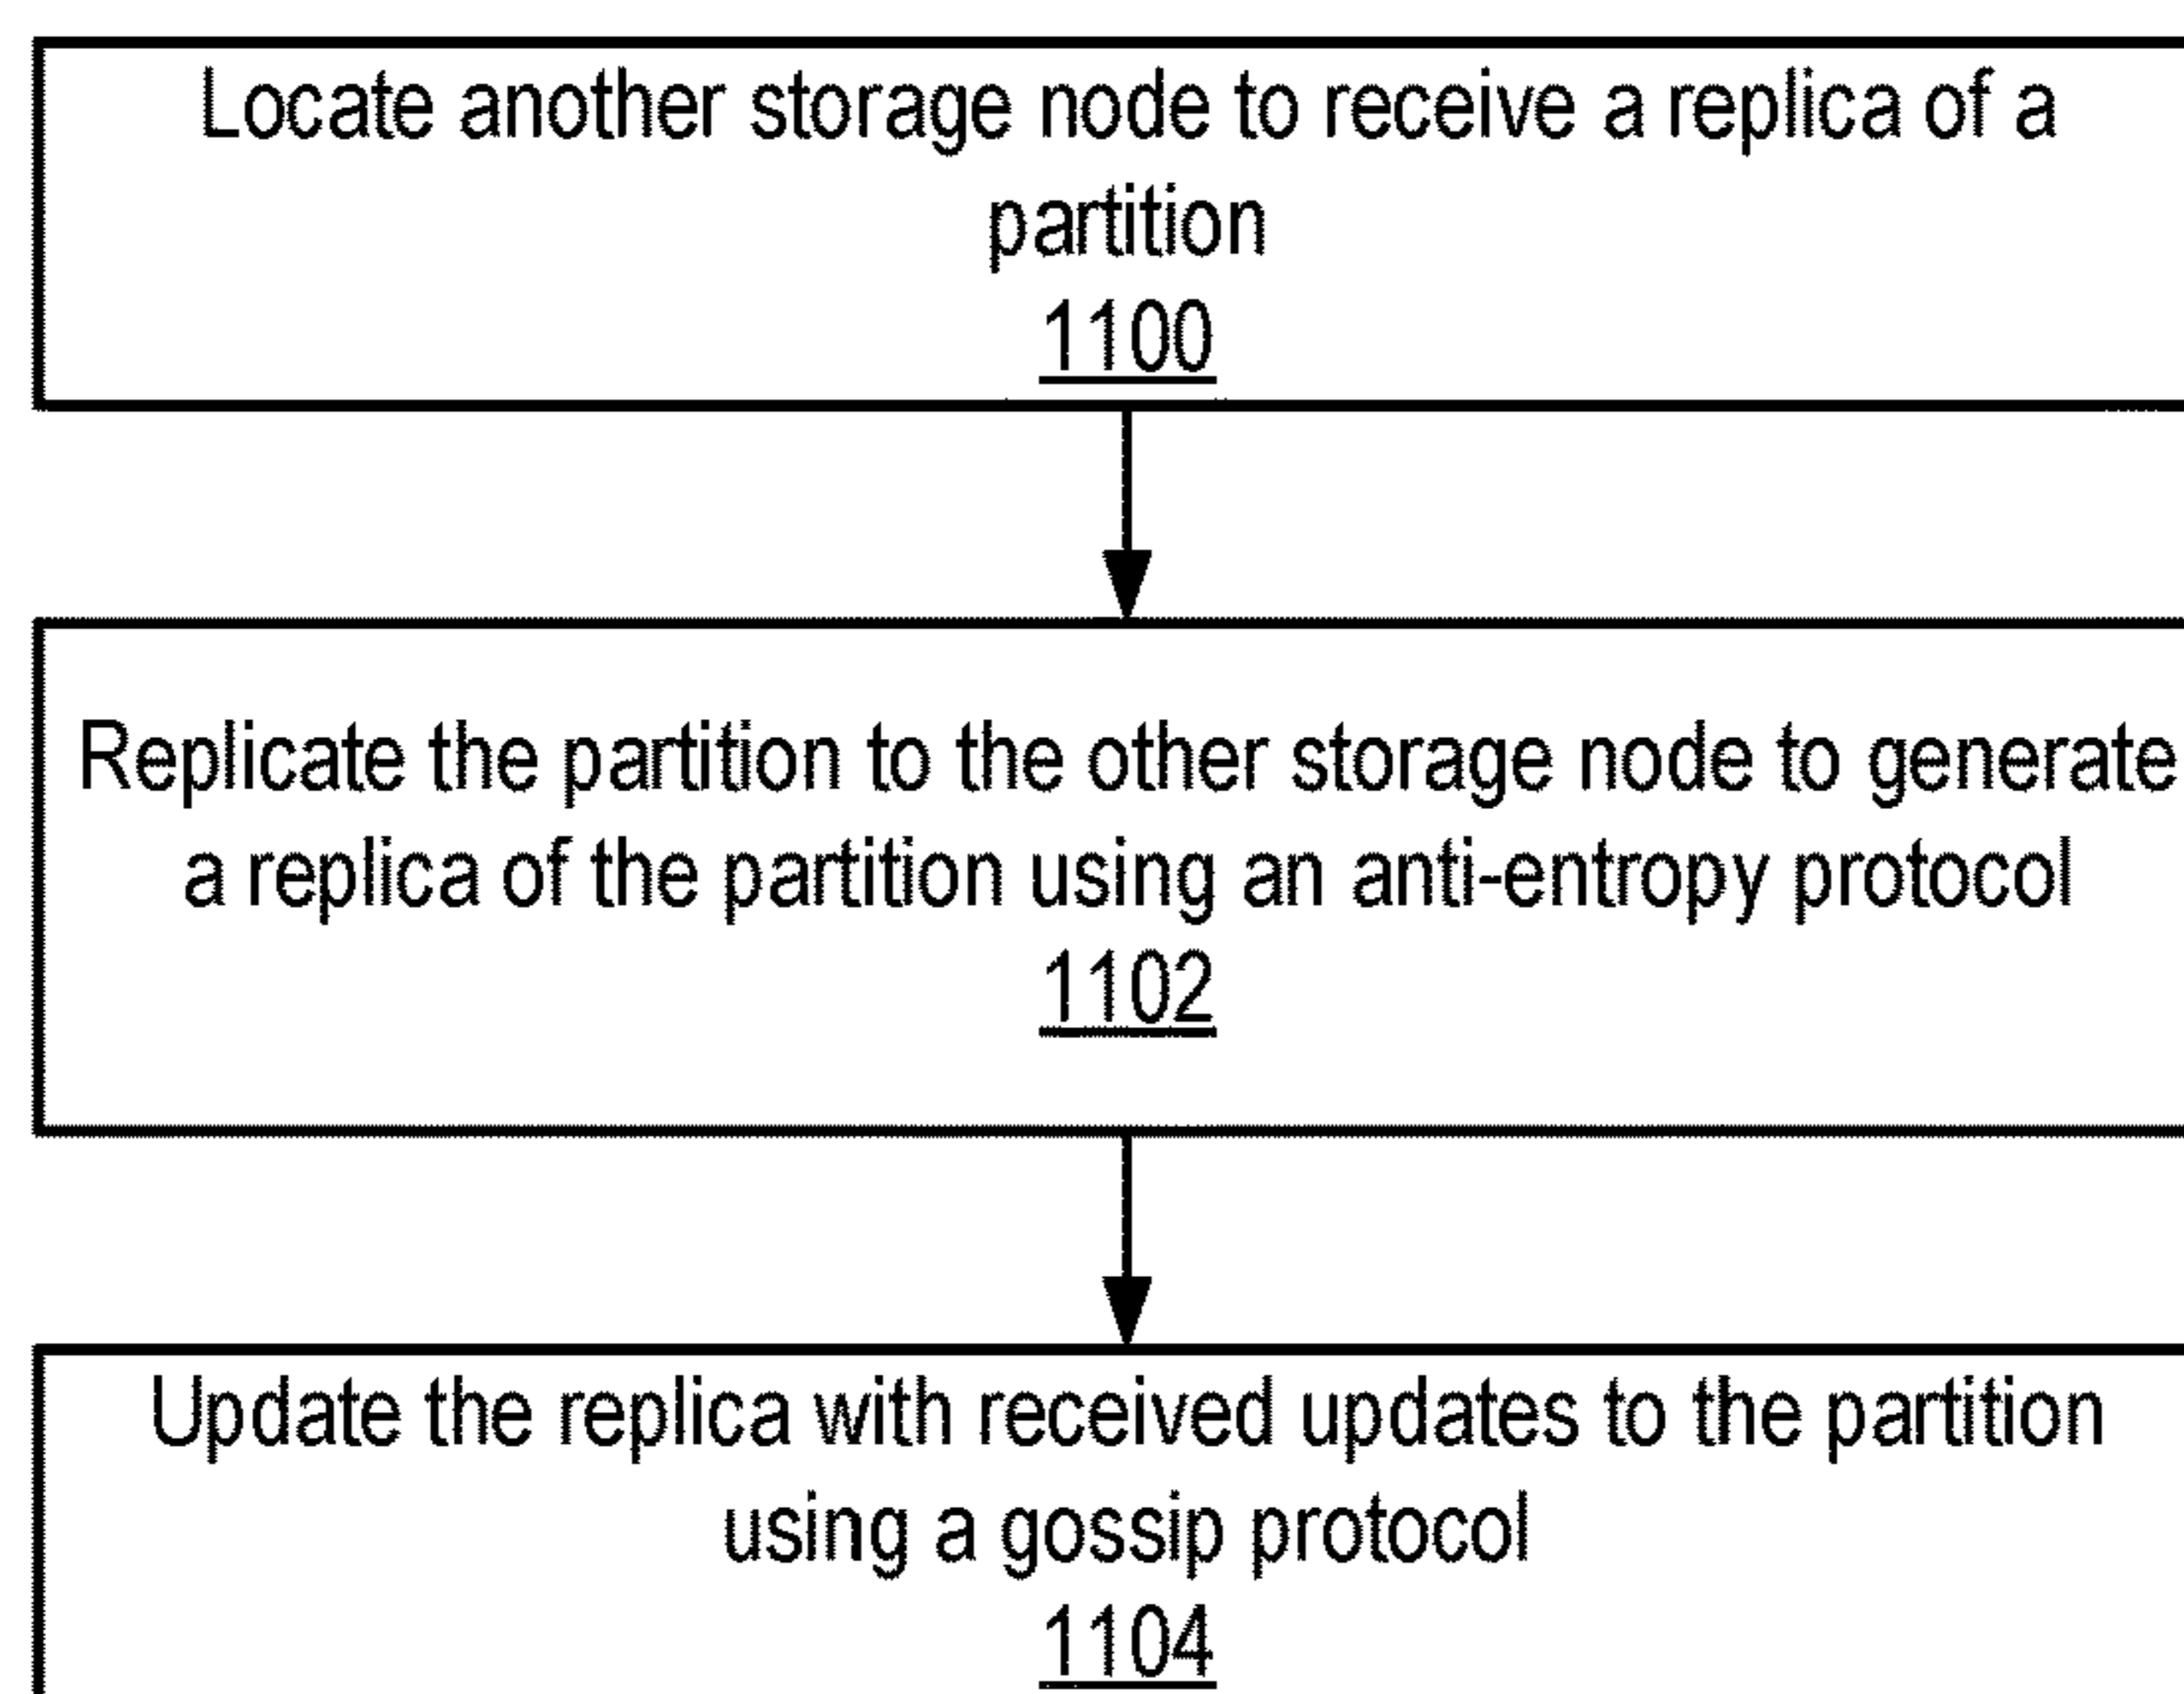 Locate another storage node to receive a replica of a
partition
1100
Replicate the partition to the other storage node to generate
a replica of the partition using an anti-entropy protocol
1102
Update the replica with received updates to the partition
using a gossip protocol
1104